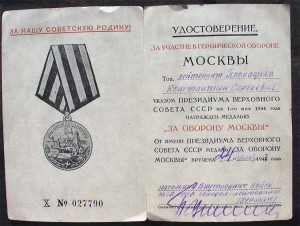 ЗА НАШУ СОВЕТСКУЮ РОДИНУ!
X № 027790
УДОСТОВЕРЕНИЕ
ЗА УЧАСТИЕ В ГЕРОИЧЕСКОЙ ОБОРОНЕ
МОСКВЫ
Тов. лейтенант
Константин Сергеевич
УКАЗОМ ПРЕЗИДИУМА ВЕРХОВНОГО
СОВЕТА СССР от 1-го мая 1944 года
НАГРАЖДЕН МЕДАЛЬЮ
„ЗА ОБОРОНУ МОСКВЫ"
ОТ ИМЕНИ ПРЕЗИДИУМА ВЕРХОВНОГО
СОВЕТА СССР МЕДАЛЬ „ЗА ОБОРОНУ
МОСКВЫ" ВРУЧЕНА